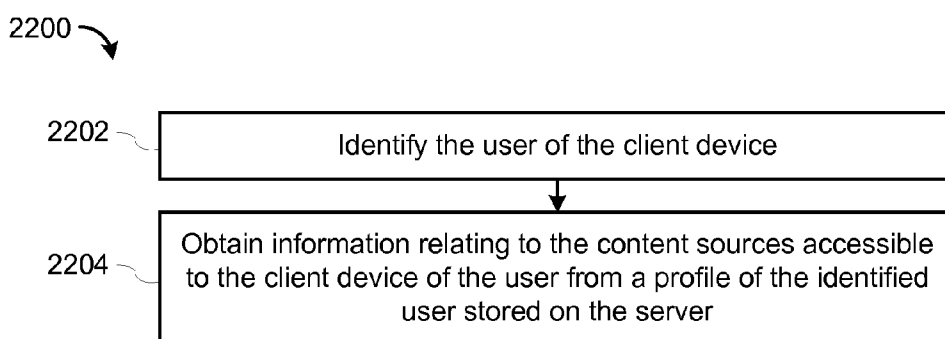 2200
2202
Identify the user of the client device
2204
Obtain information relating to the content sources accessible
to the client device of the user from a profile of the identified
user stored on the server